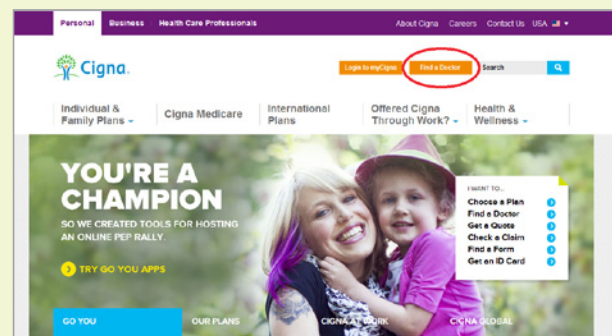 Personal Business Health Care Professionals About Cigna Careers Contact Us USA
Cigna. Login to myCigna Find a Doctor Search
Individual & Family Plans
Cigna Medicare
International Plans
Offered Cigna Through Work?
Health & Wellness
YOU'RE A
CHAMPION
SO WE CREATED TOOLS FOR HOSTING
AN ONLINE PEP RALLY.
TRY GO YOU APPS
I WANT TO...
Choose a Plan
Find a Doctor
Get a Quote
Check a Claim
Find a Form
Get an ID Card
GO YOU OUR PLANS CIGNA AT WORK CIGNA GLOBAL